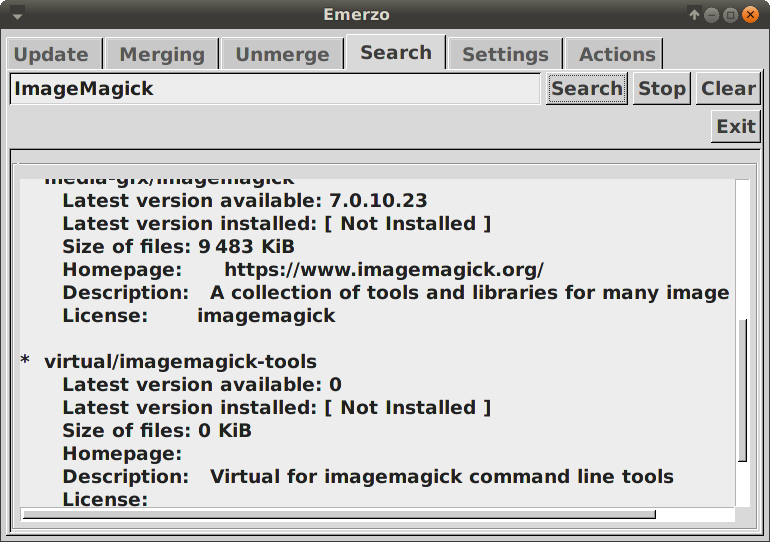 Emerzo
Update Merging Unmerge Search Settings Actions
ImageMagick Search Stop Clear
Exit
media-gfx/imagemagick
Latest version available: 7.0.10.23
Latest version installed: [ Not Installed ]
Size of files: 9 483 KiB
Homepage: https://www.imagemagick.org/
Description: A collection of tools and libraries for many image
License: imagemagick
* virtual/imagemagick-tools
Latest version available: 0
Latest version installed: [ Not Installed ]
Size of files: 0 KiB
Homepage:
Description: Virtual for imagemagick command line tools
License: